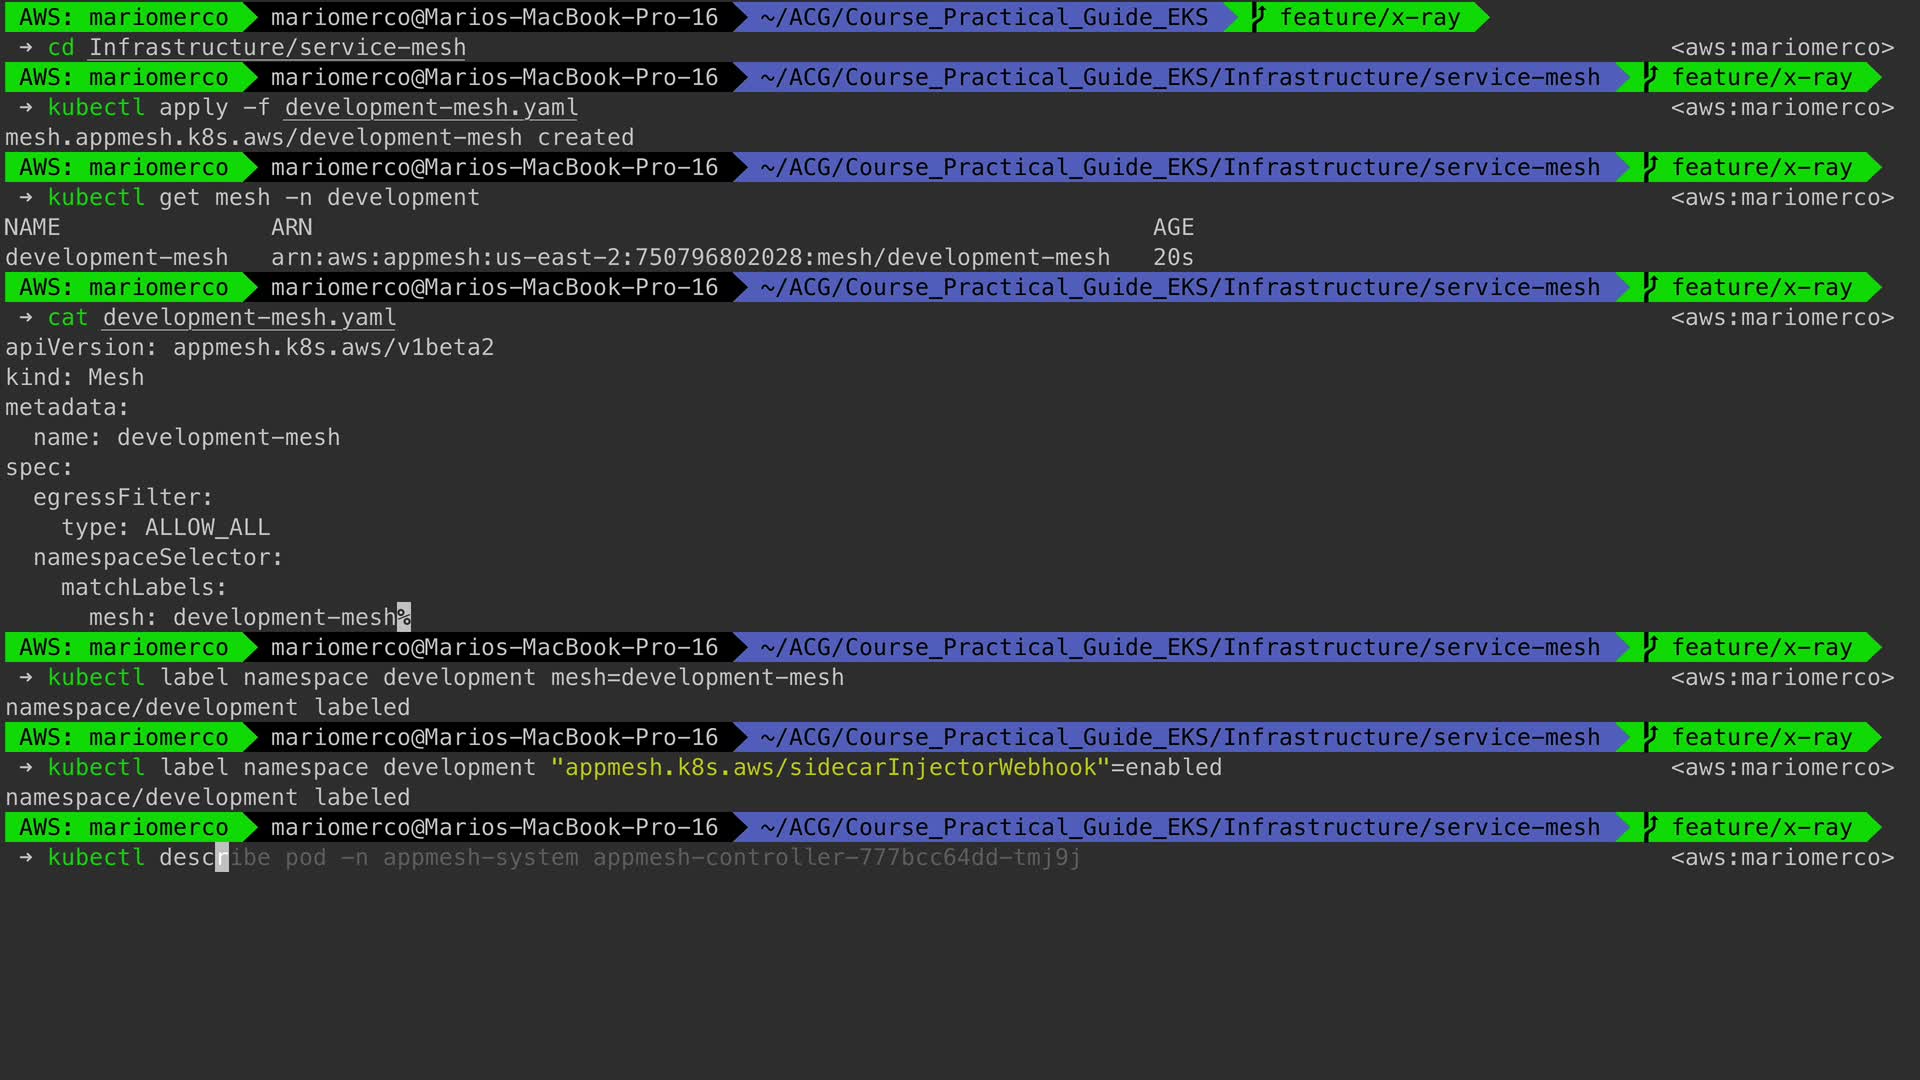 AWS: mariomerco mariomerco@Marios-MacBook-Pro-16 ~/ACG/Course_Practical_Guide_EKS feature/x-ray
→ cd Infrastructure/service-mesh <aws:mariomerco>
AWS: mariomerco mariomerco@Marios-MacBook-Pro-16 ~/ACG/Course_Practical_Guide_EKS/Infrastructure/service-mesh feature/x-ray
→ kubectl apply -f development-mesh.yaml <aws:mariomerco>
mesh.appmesh.k8s.aws/development-mesh created
AWS: mariomerco mariomerco@Marios-MacBook-Pro-16 ~/ACG/Course_Practical_Guide_EKS/Infrastructure/service-mesh feature/x-ray
→ kubectl get mesh -n development <aws:mariomerco>
NAME ARN AGE
development-mesh arn:aws:appmesh:us-east-2:750796802028:mesh/development-mesh 20s
AWS: mariomerco mariomerco@Marios-MacBook-Pro-16 ~/ACG/Course_Practical_Guide_EKS/Infrastructure/service-mesh feature/x-ray
→ cat development-mesh.yaml <aws:mariomerco>
apiVersion: appmesh.k8s.aws/v1beta2
kind: Mesh
metadata:
  name: development-mesh
spec:
  egressFilter:
    type: ALLOW_ALL
  namespaceSelector:
    matchLabels:
      mesh: development-mesh%
AWS: mariomerco mariomerco@Marios-MacBook-Pro-16 ~/ACG/Course_Practical_Guide_EKS/Infrastructure/service-mesh feature/x-ray
→ kubectl label namespace development mesh=development-mesh <aws:mariomerco>
namespace/development labeled
AWS: mariomerco mariomerco@Marios-MacBook-Pro-16 ~/ACG/Course_Practical_Guide_EKS/Infrastructure/service-mesh feature/x-ray
→ kubectl label namespace development "appmesh.k8s.aws/sidecarInjectorWebhook"=enabled <aws:mariomerco>
namespace/development labeled
AWS: mariomerco mariomerco@Marios-MacBook-Pro-16 ~/ACG/Course_Practical_Guide_EKS/Infrastructure/service-mesh feature/x-ray
→ kubectl describe pod -n appmesh-system appmesh-controller-777bcc64dd-tmj9j <aws:mariomerco>